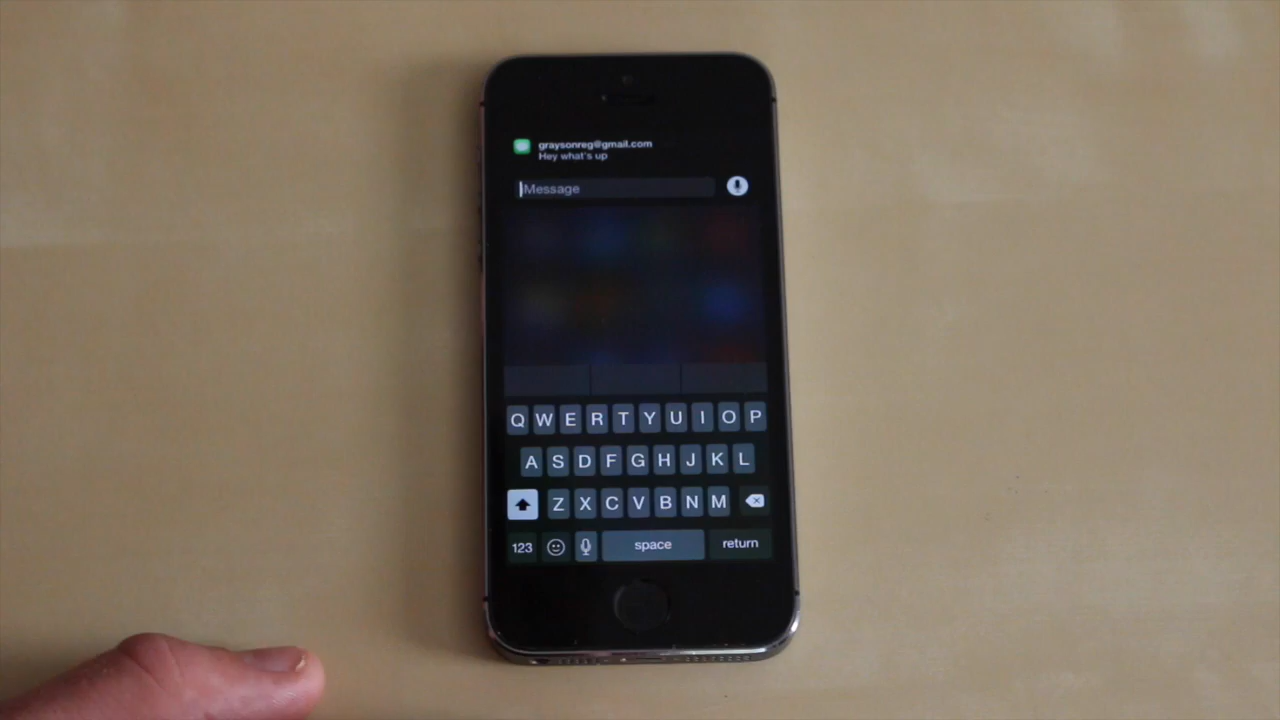 graysonreg@gmail.com
Hey what's up
Message
Q W E R T Y U I O P
A S D F G H J K L
Z X C V B N M
123 space return